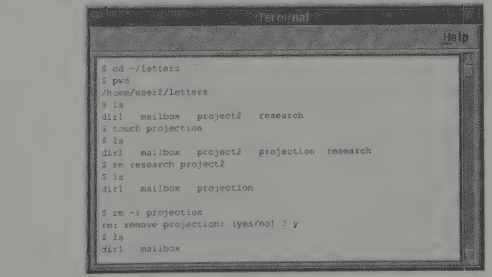 Terminal
Help
$ cd ~/letters
$ pwd
/home/user2/letters
$ ls
dir1 mailbox project2 research
$ touch projection
$ ls
dir1 mailbox project2 projection research
$ rm research project2
$ ls
dir1 mailbox projection
$ rm -i projection
rm: remove projection: (yes/no) ? y
$ ls
dir1 mailbox